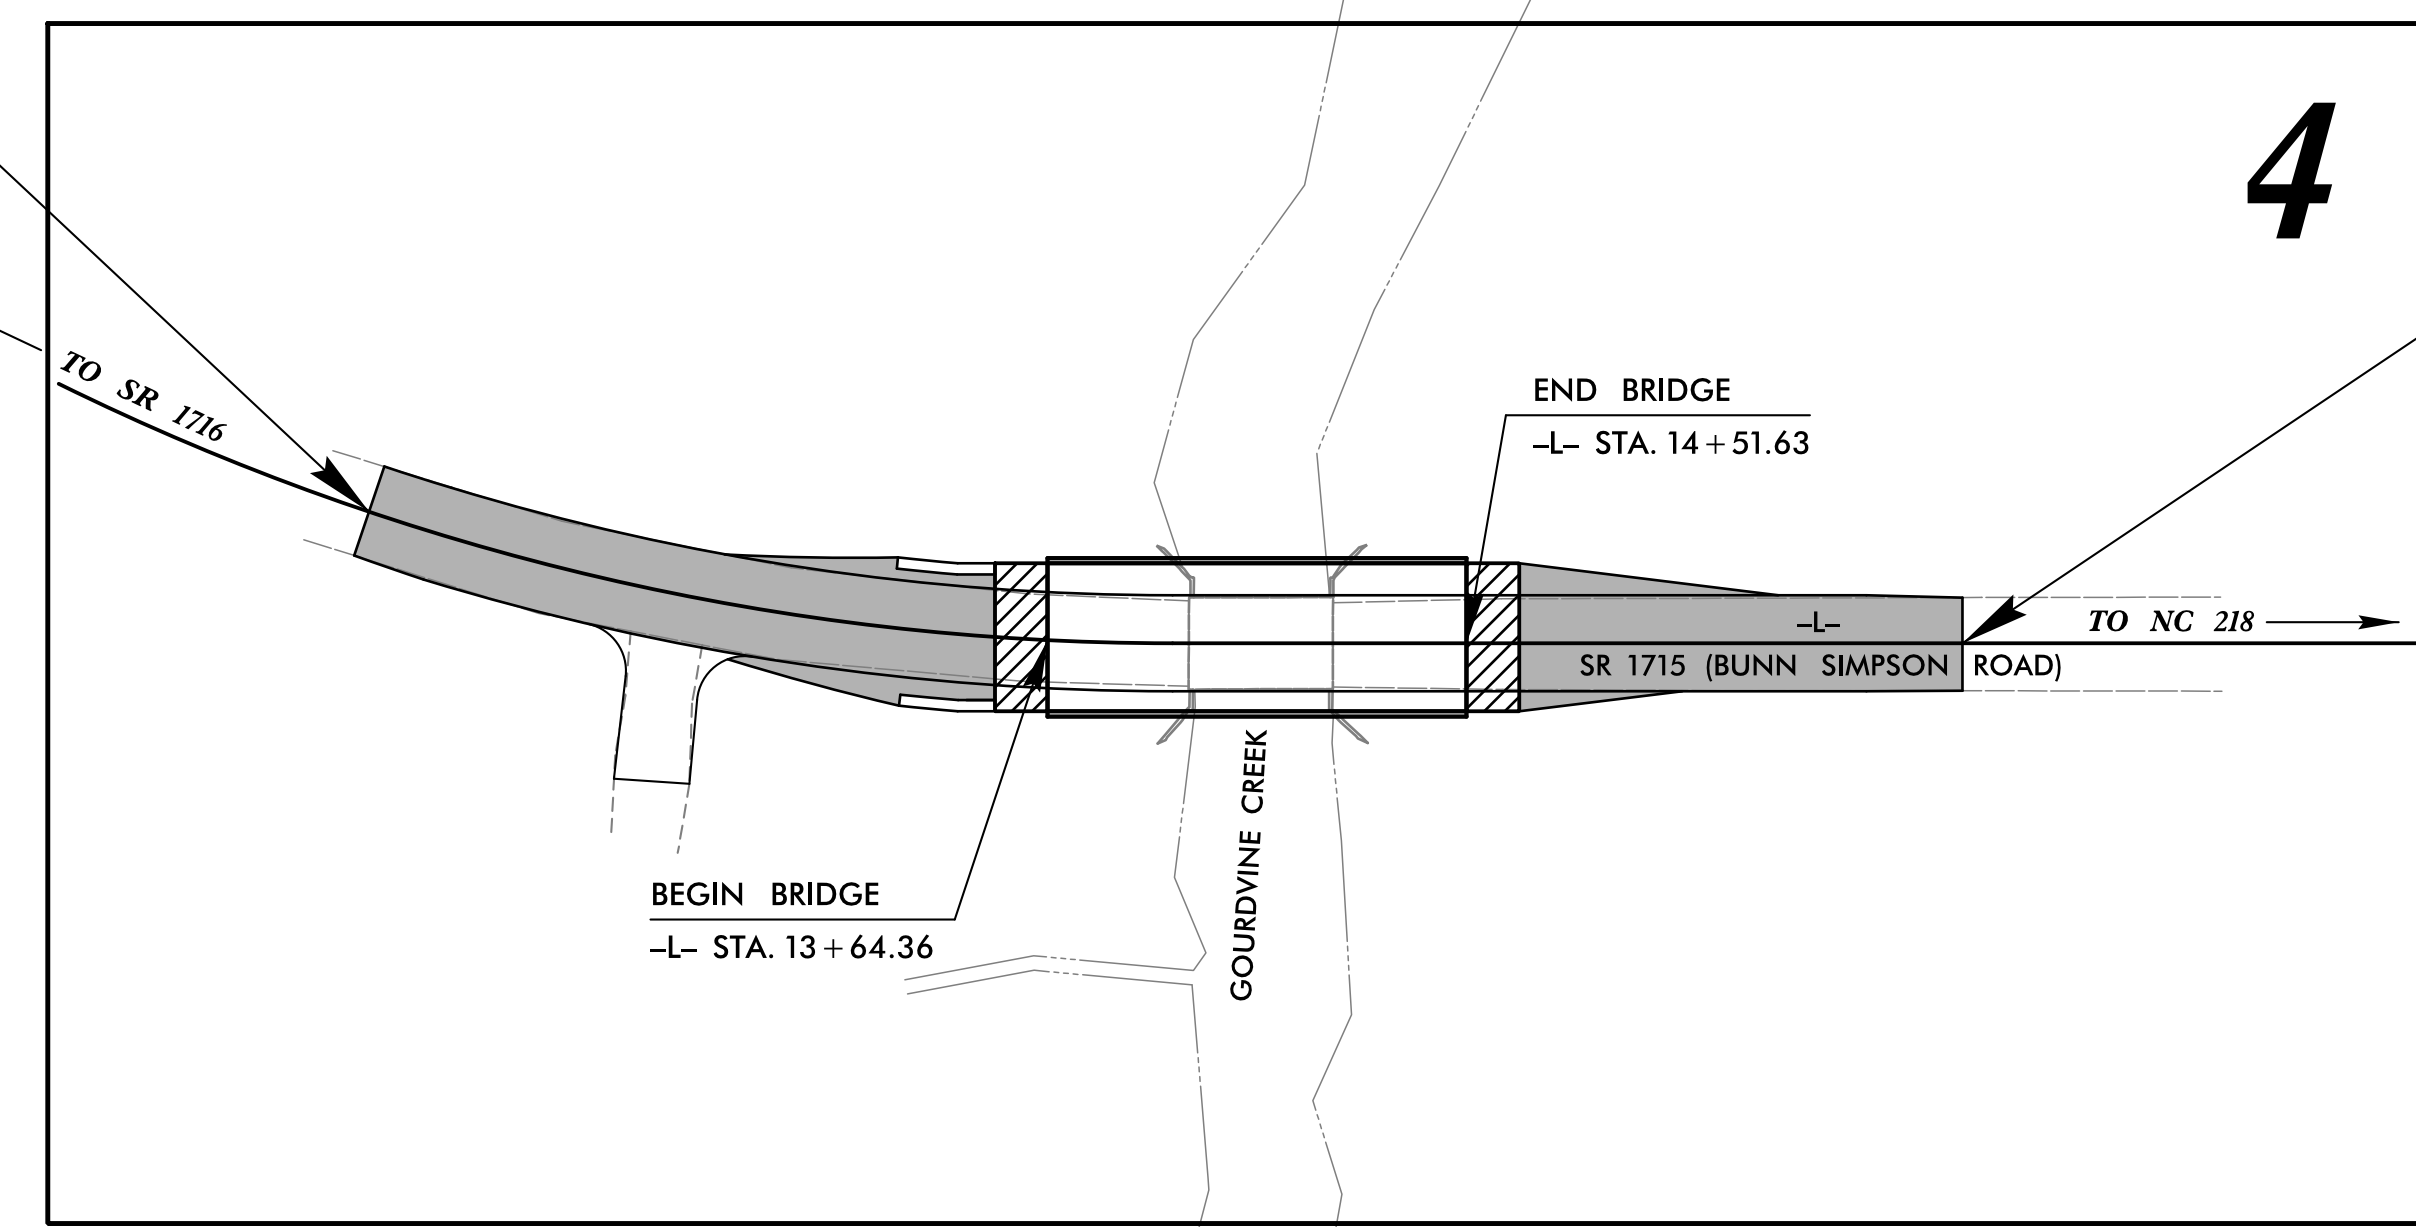 4
TO SR 1716
END BRIDGE
–L– STA. 14+51.63
–L–
TO NC 218
SR 1715 (BUNN SIMPSON ROAD)
GOURDVINE CREEK
BEGIN BRIDGE
–L– STA. 13+64.36